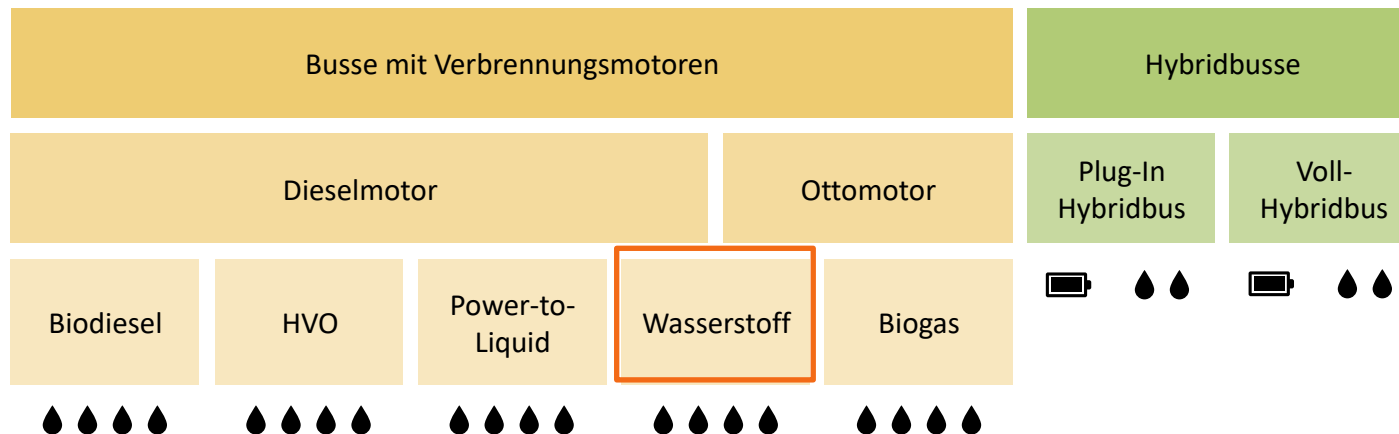 Busse mit Verbrennungsmotoren
Hybridbusse
Dieselmotor
Ottomotor
Plug-In
Hybridbus
Voll-
Hybridbus
Biodiesel
HVO
Power-to-
Liquid
Wasserstoff
Biogas